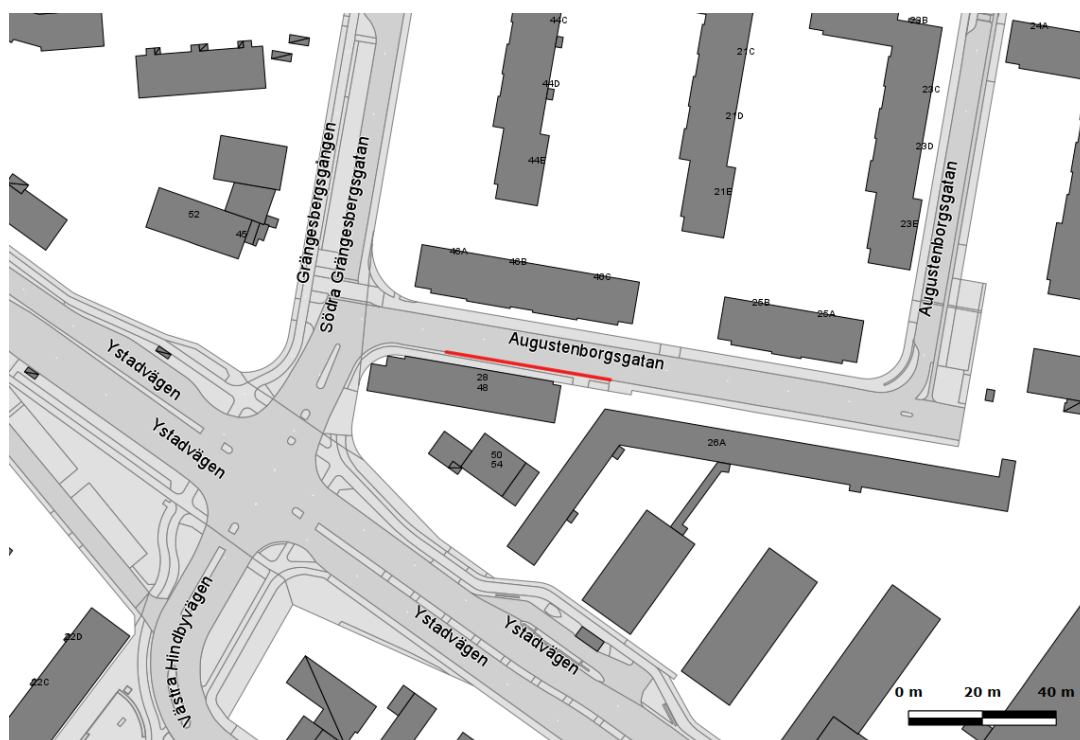 44C
23B
24A
21C
44D
23C
21D
44E
23D
21E
23E
Grängesbergsgången
Södra Grängesbergsgatan
Augustenborgsgatan
52
45
46A
46B
46C
25B
25A
Augustenborgsgatan
Ystadvägen
28
48
Ystadvägen
26A
50
54
Västra Hindbyvägen
Ystadvägen
Ystadvägen
22D
22C
0 m 20 m 40 m